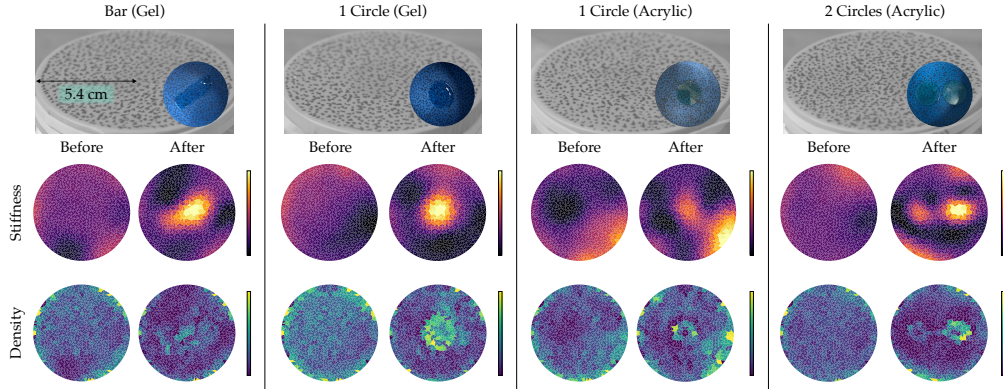 Bar (Gel)
1 Circle (Gel)
1 Circle (Acrylic)
2 Circles (Acrylic)
5.4 cm
Before
After
Before
After
Before
After
Before
After
Stiffness
Density